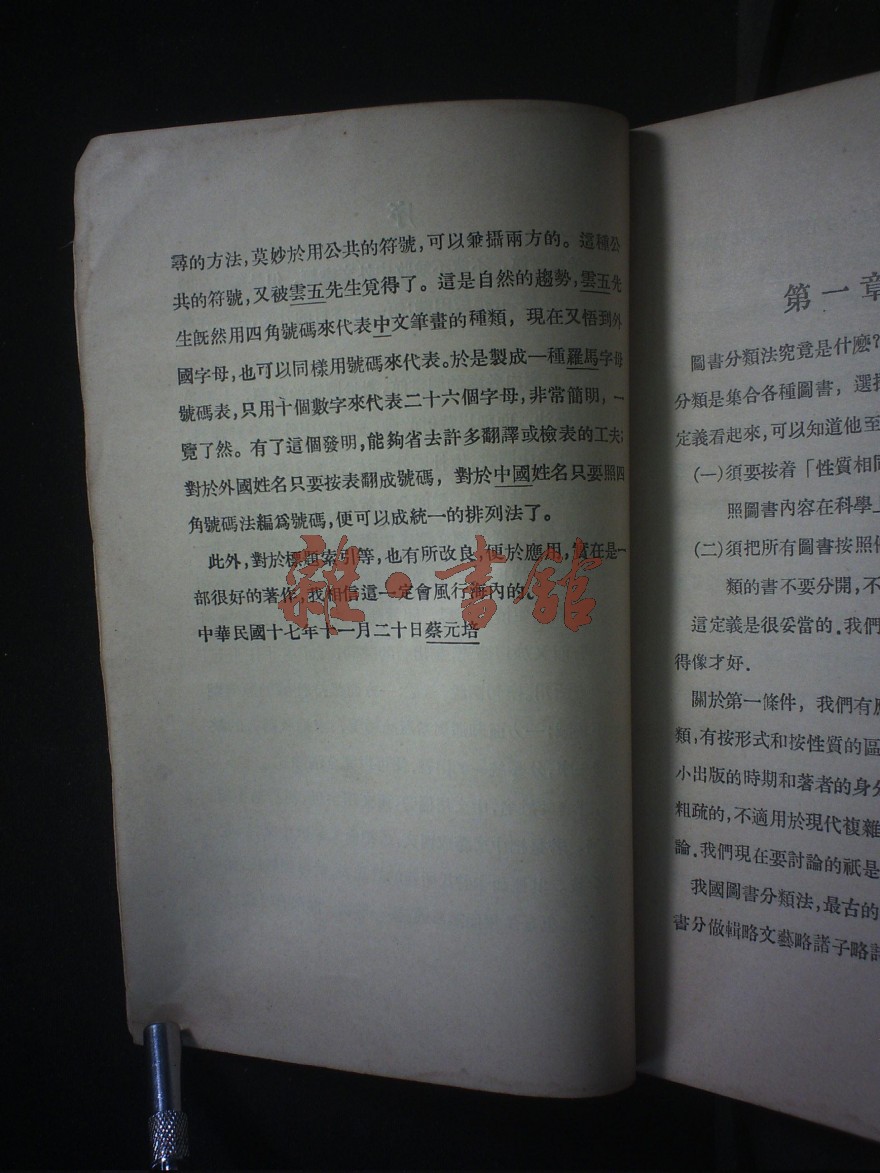 尋的方法,莫妙於用公共的符號,可以兼攝兩方的。這種公
共的符號,又被雲五先生覓得了。這是自然的趨勢,雲五先
生既然用四角號碼來代表中文筆畫的種類,現在又悟到外
國字母,也可以同樣用號碼來代表。於是製成一種羅馬字母
號碼表,只用十個數字來代表二十六個字母,非常簡明,一
覽了然。有了這個發明,能夠省去許多翻譯或檢表的工夫;
對於外國姓名只要按表翻成號碼,對於中國姓名只要照四
角號碼法編爲號碼,便可以成統一的排列法了。
此外,對於標題索引等,也有所改良,便於應用,實在是一
部很好的著作,我相信這一定會風行海內的。
中華民國十七年十一月二十日蔡元培
雜·書館
第一章
圖書分類法究竟是什麼?
分類是集合各種圖書,選擇
定義看起來,可以知道他至
(一)須要按着「性質相同
照圖書內容在科學上
(二)須把所有圖書按照
類的書不要分開,不
這定義是很妥當的.我們
得像才好.
關於第一條件,我們有
類,有按形式和按性質的區
小出版的時期和著者的身分
粗疏的,不適用於現代複雜
論.我們現在要討論的祇是
我國圖書分類法,最古的
書分做輯略文藝略諸子略詩